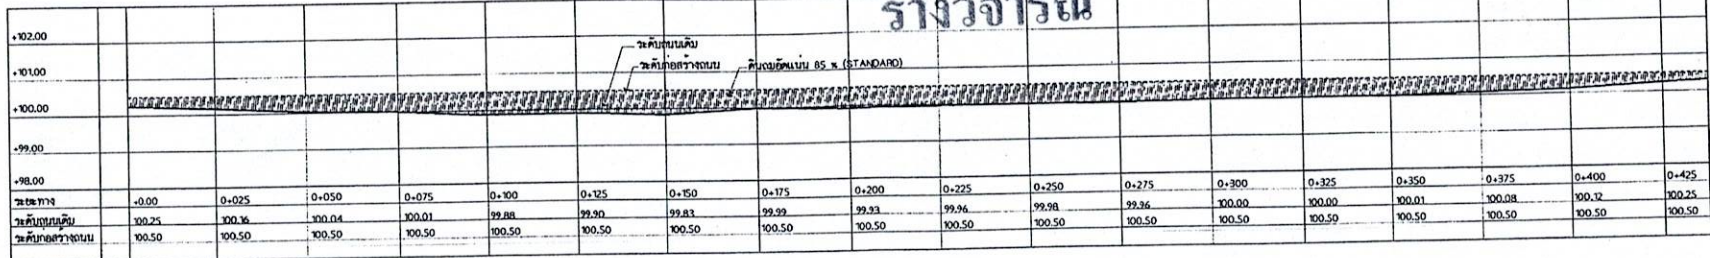 ร่างวิจารณ์
+102.00
ระดับถนนเดิม
ระดับก่อสร้างถนน
ดินถมอัดแน่น 85 % (STANDARD)
+101.00
+100.00
+99.00
+98.00
ระยะทาง +0.00 0+025 0+050 0+075 0+100 0+125 0+150 0+175 0+200 0+225 0+250 0+275 0+300 0+325 0+350 0+375 0+400 0+425
ระดับถนนเดิม 100.25 100.16 100.04 100.01 99.88 99.90 99.83 99.99 99.93 99.96 99.98 99.96 100.00 100.00 100.01 100.08 100.12 100.25
ระดับก่อสร้างถนน 100.50 100.50 100.50 100.50 100.50 100.50 100.50 100.50 100.50 100.50 100.50 100.50 100.50 100.50 100.50 100.50 100.50 100.50